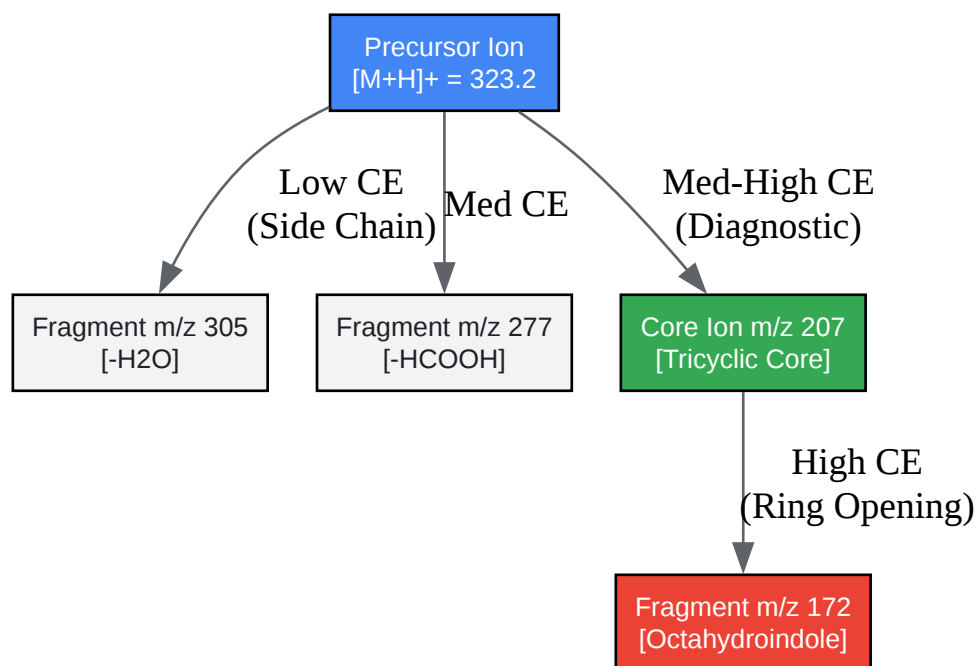 Precursor Ion
[M+H]+ = 323.2
Low CE
(Side Chain)
Med CE
Med-High CE
(Diagnostic)
Fragment m/z 305
[-H2O]
Fragment m/z 277
[-HCOOH]
Core Ion m/z 207
[Tricyclic Core]
High CE
(Ring Opening)
Fragment m/z 172
[Octahydroindole]